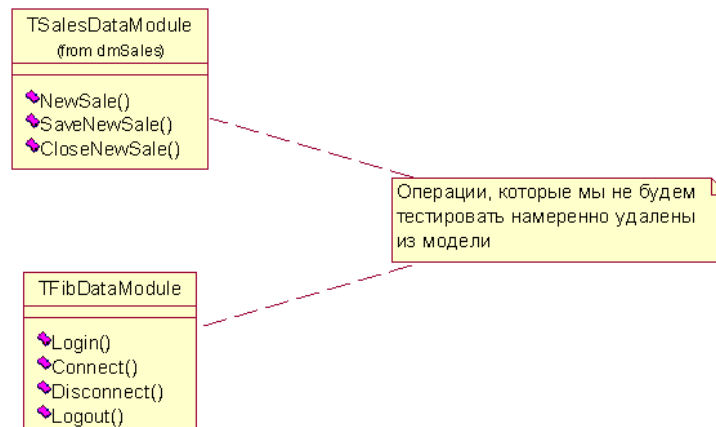 TSalesDataModule
(from dmSales)
NewSale()
SaveNewSale()
CloseNewSale()
Операции, которые мы не будем
тестировать намеренно удалены
из модели
TFibDataModule
Login()
Connect()
Disconnect()
Logout()